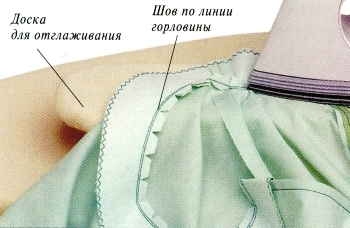 Доска
для отглаживания
Шов по линии
горловины